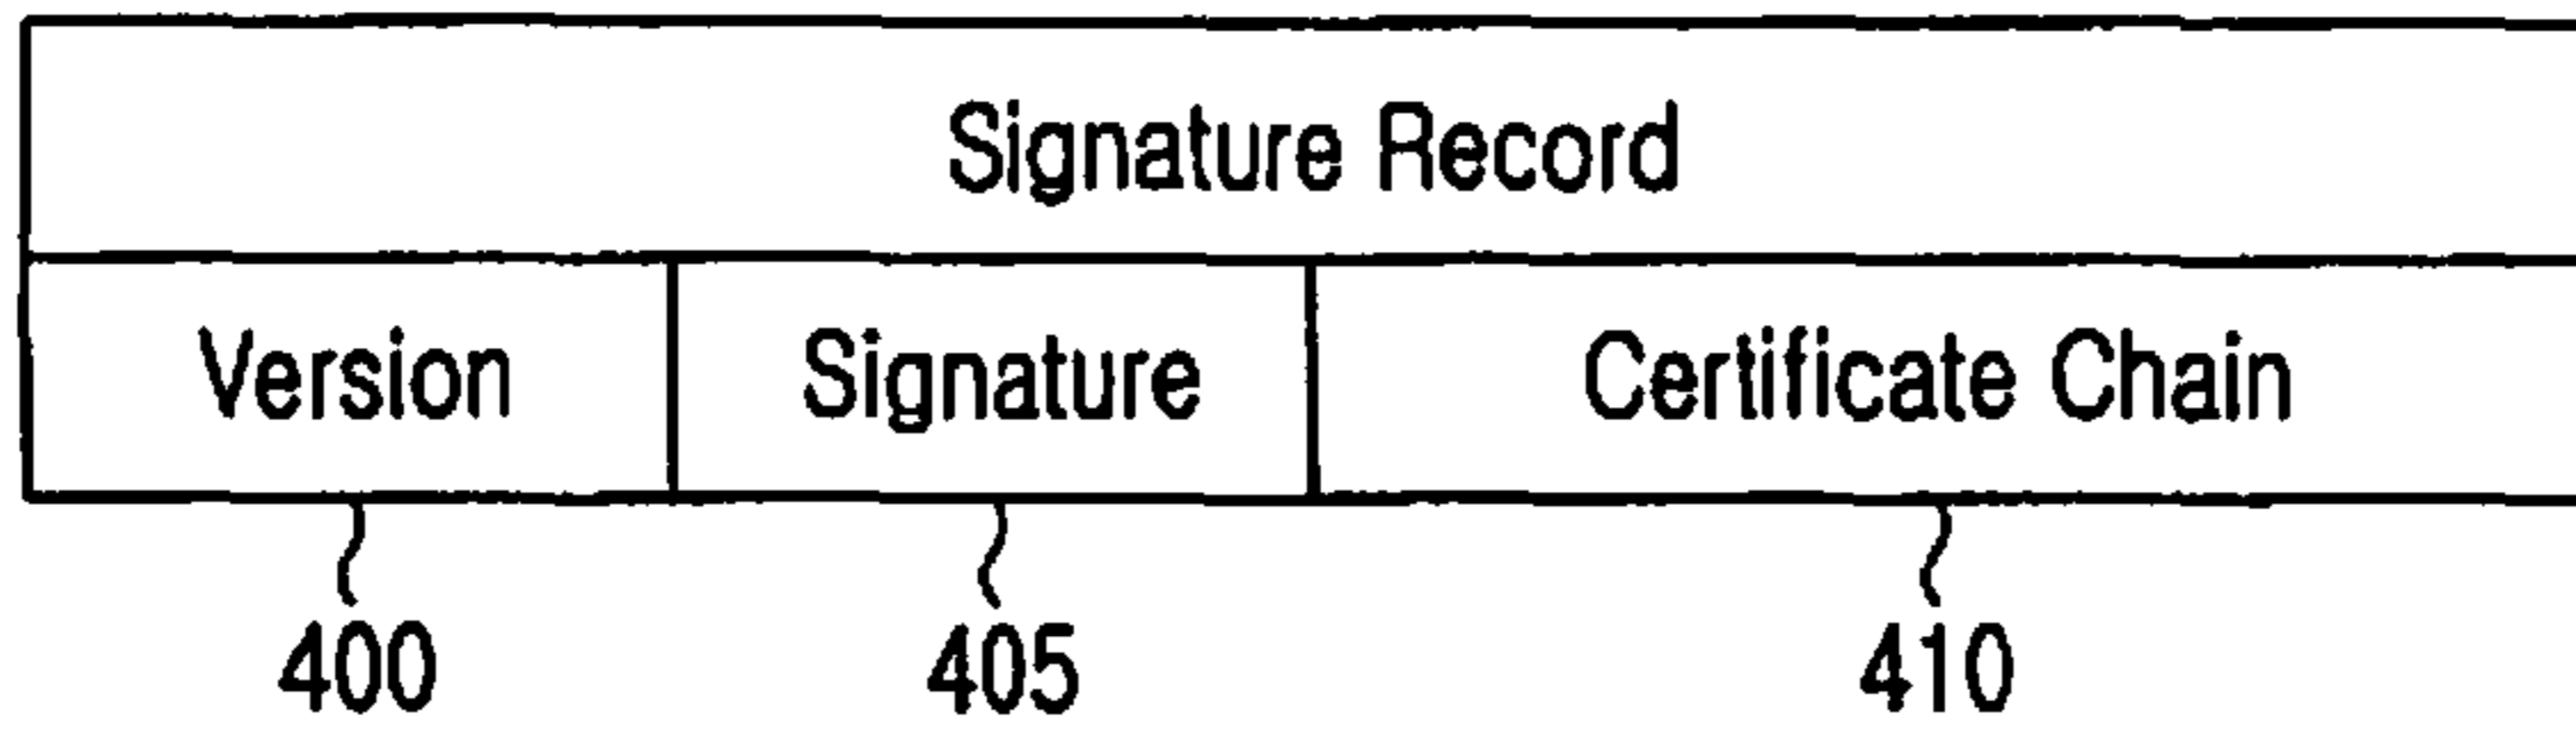 Signature Record
Version Signature Certificate Chain
400 405 410